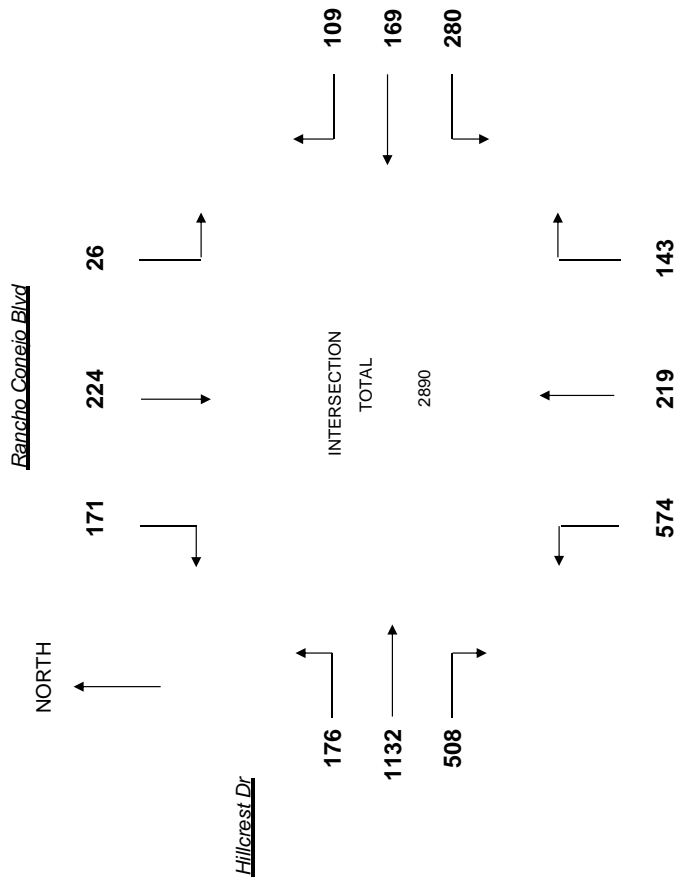 Rancho Conejo Blvd
NORTH
171
224
26
109
169
280
INTERSECTION
TOTAL
2890
Hillcrest Dr
176
1132
508
574
219
143